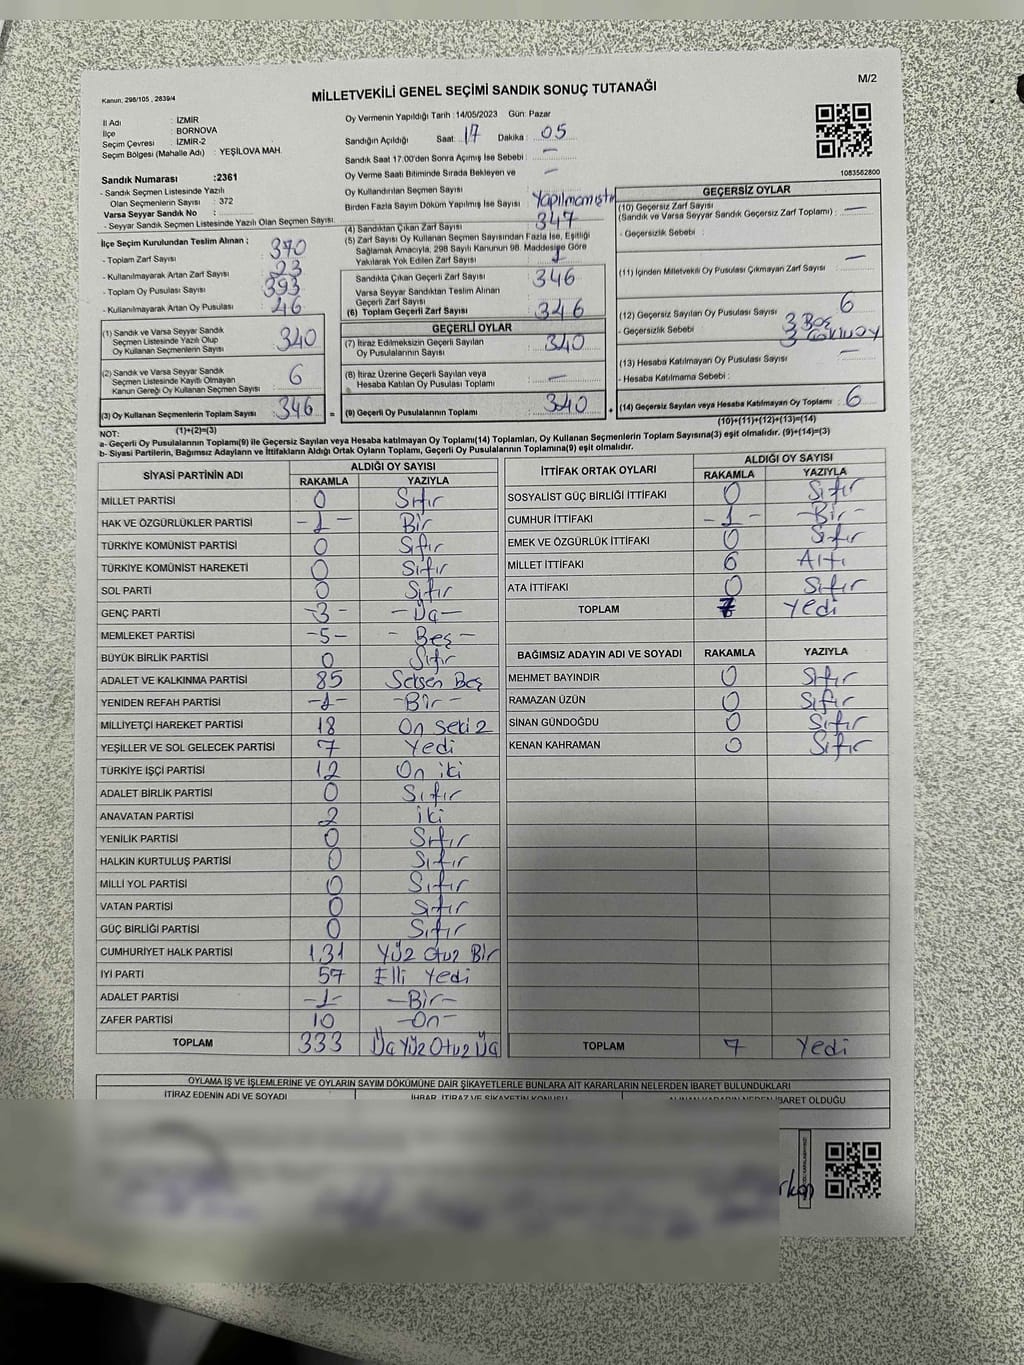 M/2
Kanun: 298/105 , 2839/4
MİLLETVEKİLİ GENEL SEÇİMİ SANDIK SONUÇ TUTANAĞI
İl Adı : İZMİR
İlçe : BORNOVA
Seçim Çevresi : İZMİR-2
Seçim Bölgesi (Mahalle Adı) : YEŞİLOVA MAH.
Sandık Numarası :2361
- Sandık Seçmen Listesinde Yazılı
Olan Seçmenlerin Sayısı : 372
Varsa Seyyar Sandık No :
- Seyyar Sandık Seçmen Listesinde Yazılı Olan Seçmen Sayısı:
İlçe Seçim Kurulundan Teslim Alınan ;
- Toplam Zarf Sayısı 370
- Kullanılmayarak Artan Zarf Sayısı 23
- Toplam Oy Pusulası Sayısı 393
- Kullanılmayarak Artan Oy Pusulası 46
(1) Sandık ve Varsa Seyyar Sandık
Seçmen Listesinde Yazılı Olup
Oy Kullanan Seçmenlerin Sayısı 340
(2) Sandık ve Varsa Seyyar Sandık
Seçmen Listesinde Kayıtlı Olmayan
Kanun Gereği Oy Kullanan Seçmen Sayısı 6
(3) Oy Kullanan Seçmenlerin Toplam Sayısı 346 =
(1)+(2)=(3)
Oy Vermenin Yapıldığı Tarih :14/05/2023 Gün: Pazar
Sandığın Açıldığı Saat: 17 Dakika : 05
Sandık Saat 17:00'den Sonra Açımış İse Sebebi : —
Oy Verme Saati Bitiminde Sırada Bekleyen ve
Oy Kullandırılan Seçmen Sayısı —
Birden Fazla Sayım Döküm Yapılmış İse Sayısı : Yapılmamıştır
(4) Sandıktan Çıkan Zarf Sayısı 347
(5) Zarf Sayısı Oy Kullanan Seçmen Sayısından Fazla İse, Eşitliği
Sağlamak Amacıyla, 298 Sayılı Kanunun 98. Maddesine Göre
Yakılarak Yok Edilen Zarf Sayısı : 1
Sandıkta Çıkan Geçerli Zarf Sayısı 346
Varsa Seyyar Sandıktan Teslim Alınan
Geçerli Zarf Sayısı
(6) Toplam Geçerli Zarf Sayısı 346
GEÇERLİ OYLAR
(7) İtiraz Edilmeksizin Geçerli Sayılan
Oy Pusulalarının Sayısı 340
(8) İtiraz Üzerine Geçerli Sayılan veya
Hesaba Katılan Oy Pusulası Toplamı —
(9) Geçerli Oy Pusulalarının Toplamı 340 +
1083562800
GEÇERSİZ OYLAR
(10) Geçersiz Zarf Sayısı
(Sandık ve Varsa Seyyar Sandık Geçersiz Zarf Toplamı) : —
- Geçersizlik Sebebi :
(11) İçinden Milletvekili Oy Pusulası Çıkmayan Zarf Sayısı —
(12) Geçersiz Sayılan Oy Pusulası Sayısı 6
- Geçersizlik Sebebi 3 Boş
3
(13) Hesaba Katılmayan Oy Pusulası Sayısı —
- Hesaba Katılmama Sebebi :
(14) Geçersiz Sayılan veya Hesaba Katılmayan Oy Toplamı 6
(10)+(11)+(12)+(13)=(14)
NOT:
a- Geçerli Oy Pusulalarının Toplamı(9) ile Geçersiz Sayılan veya Hesaba katılmayan Oy Toplamı(14) Toplamları, Oy Kullanan Seçmenlerin Toplam Sayısına(3) eşit olmalıdır. (9)+(14)=(3)
b- Siyasi Partilerin, Bağımsız Adayların ve İttifakların Aldığı Ortak Oyların Toplamı, Geçerli Oy Pusulalarının Toplamına(9) eşit olmalıdır.
SİYASİ PARTİNİN ADI ALDIĞI OY SAYISI
RAKAMLA YAZIYLA
MİLLET PARTİSİ 0 Sıfır
HAK VE ÖZGÜRLÜKLER PARTİSİ -1- Bir
TÜRKİYE KOMÜNİST PARTİSİ 0 Sıfır
TÜRKİYE KOMÜNİST HAREKETİ 0 Sıfır
SOL PARTİ 0 Sıfır
GENÇ PARTİ -3- -Üç-
MEMLEKET PARTİSİ -5- -Beş-
BÜYÜK BİRLİK PARTİSİ 0 Sıfır
ADALET VE KALKINMA PARTİSİ 85 Seksen Beş
YENİDEN REFAH PARTİSİ -1- -Bir-
MİLLİYETÇİ HAREKET PARTİSİ 18 On Sekiz
YEŞİLLER VE SOL GELECEK PARTİSİ 7 Yedi
TÜRKİYE İŞÇİ PARTİSİ 12 On iki
ADALET BİRLİK PARTİSİ 0 Sıfır
ANAVATAN PARTİSİ 2 iki
YENİLİK PARTİSİ 0 Sıfır
HALKIN KURTULUŞ PARTİSİ 0 Sıfır
MİLLİ YOL PARTİSİ 0 Sıfır
VATAN PARTİSİ 0 Sıfır
GÜÇ BİRLİĞİ PARTİSİ 0 Sıfır
CUMHURİYET HALK PARTİSİ 131 Yüz Otuz Bir
İYİ PARTİ 57 Elli Yedi
ADALET PARTİSİ -1- -Bir-
ZAFER PARTİSİ 10 -On-
TOPLAM 333 Üç Yüz Otuz Üç
İTTİFAK ORTAK OYLARI ALDIĞI OY SAYISI
RAKAMLA YAZIYLA
SOSYALİST GÜÇ BİRLİĞİ İTTİFAKI 0 Sıfır
CUMHUR İTTİFAKI -1- -Bir-
EMEK VE ÖZGÜRLÜK İTTİFAKI 0 Sıfır
MİLLET İTTİFAKI 6 Altı
ATA İTTİFAKI 0 Sıfır
TOPLAM 7 Yedi
BAĞIMSIZ ADAYIN ADI VE SOYADI RAKAMLA YAZIYLA
MEHMET BAYINDIR 0 Sıfır
RAMAZAN ÜZÜN 0 Sıfır
SİNAN GÜNDOĞDU 0 Sıfır
KENAN KAHRAMAN 0 Sıfır
TOPLAM 7 Yedi
OYLAMA İŞ VE İŞLEMLERİNE VE OYLARIN SAYIM DÖKÜMÜNE DAİR ŞİKAYETLERLE BUNLARA AİT KARARLARIN NELERDEN İBARET BULUNDUKLARI
İTİRAZ EDENİN ADI VE SOYADI İHBAR, İTİRAZ VE ŞİKAYETİN KONUSU ALINAN KARARIN NEDEN İBARET OLDUĞU